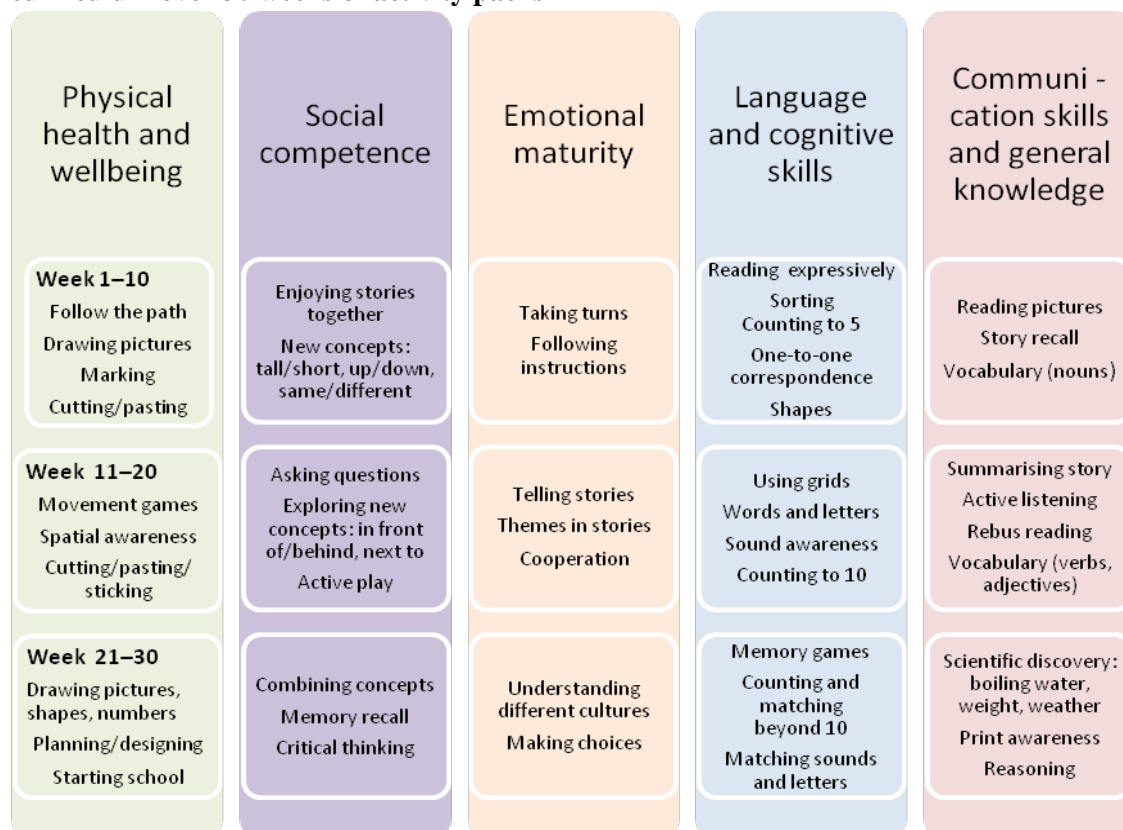 weeks of activity packs
Physical
health and
wellbeing
Week 1–10
Follow the path
Drawing pictures
Marking
Cutting/pasting
Week 11–20
Movement games
Spatial awareness
Cutting/pasting/
sticking
Week 21–30
Drawing pictures,
shapes, numbers
Planning/designing
Starting school
Social
competence
Enjoying stories
together
New concepts:
tall/short, up/down,
same/different
Asking questions
Exploring new
concepts: in front
of/behind, next to
Active play
Combining concepts
Memory recall
Critical thinking
Emotional
maturity
Taking turns
Following
instructions
Telling stories
Themes in stories
Cooperation
Understanding
different cultures
Making choices
Language
and cognitive
skills
Reading expressively
Sorting
Counting to 5
One-to-one
correspondence
Shapes
Using grids
Words and letters
Sound awareness
Counting to 10
Memory games
Counting and
matching
beyond 10
Matching sounds
and letters
Communi -
cation skills
and general
knowledge
Reading pictures
Story recall
Vocabulary (nouns)
Summarising story
Active listening
Rebus reading
Vocabulary (verbs,
adjectives)
Scientific discovery:
boiling water,
weight, weather
Print awareness
Reasoning